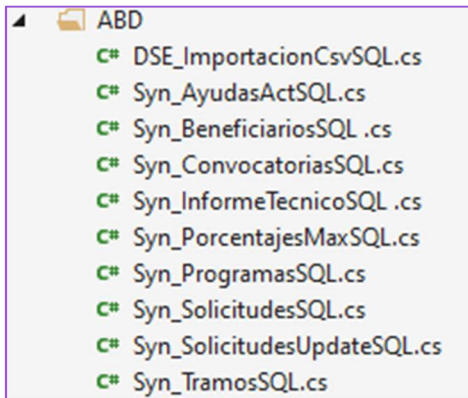 ABD
C# DSE_ImportacionCsvSQL.cs
C# Syn_AyudasActSQL.cs
C# Syn_BeneficiariosSQL .cs
C# Syn_ConvocatoriasSQL.cs
C# Syn_InformeTecnicoSQL .cs
C# Syn_PorcentajesMaxSQL.cs
C# Syn_ProgramasSQL.cs
C# Syn_SolicitudesSQL.cs
C# Syn_SolicitudesUpdateSQL.cs
C# Syn_TramosSQL.cs